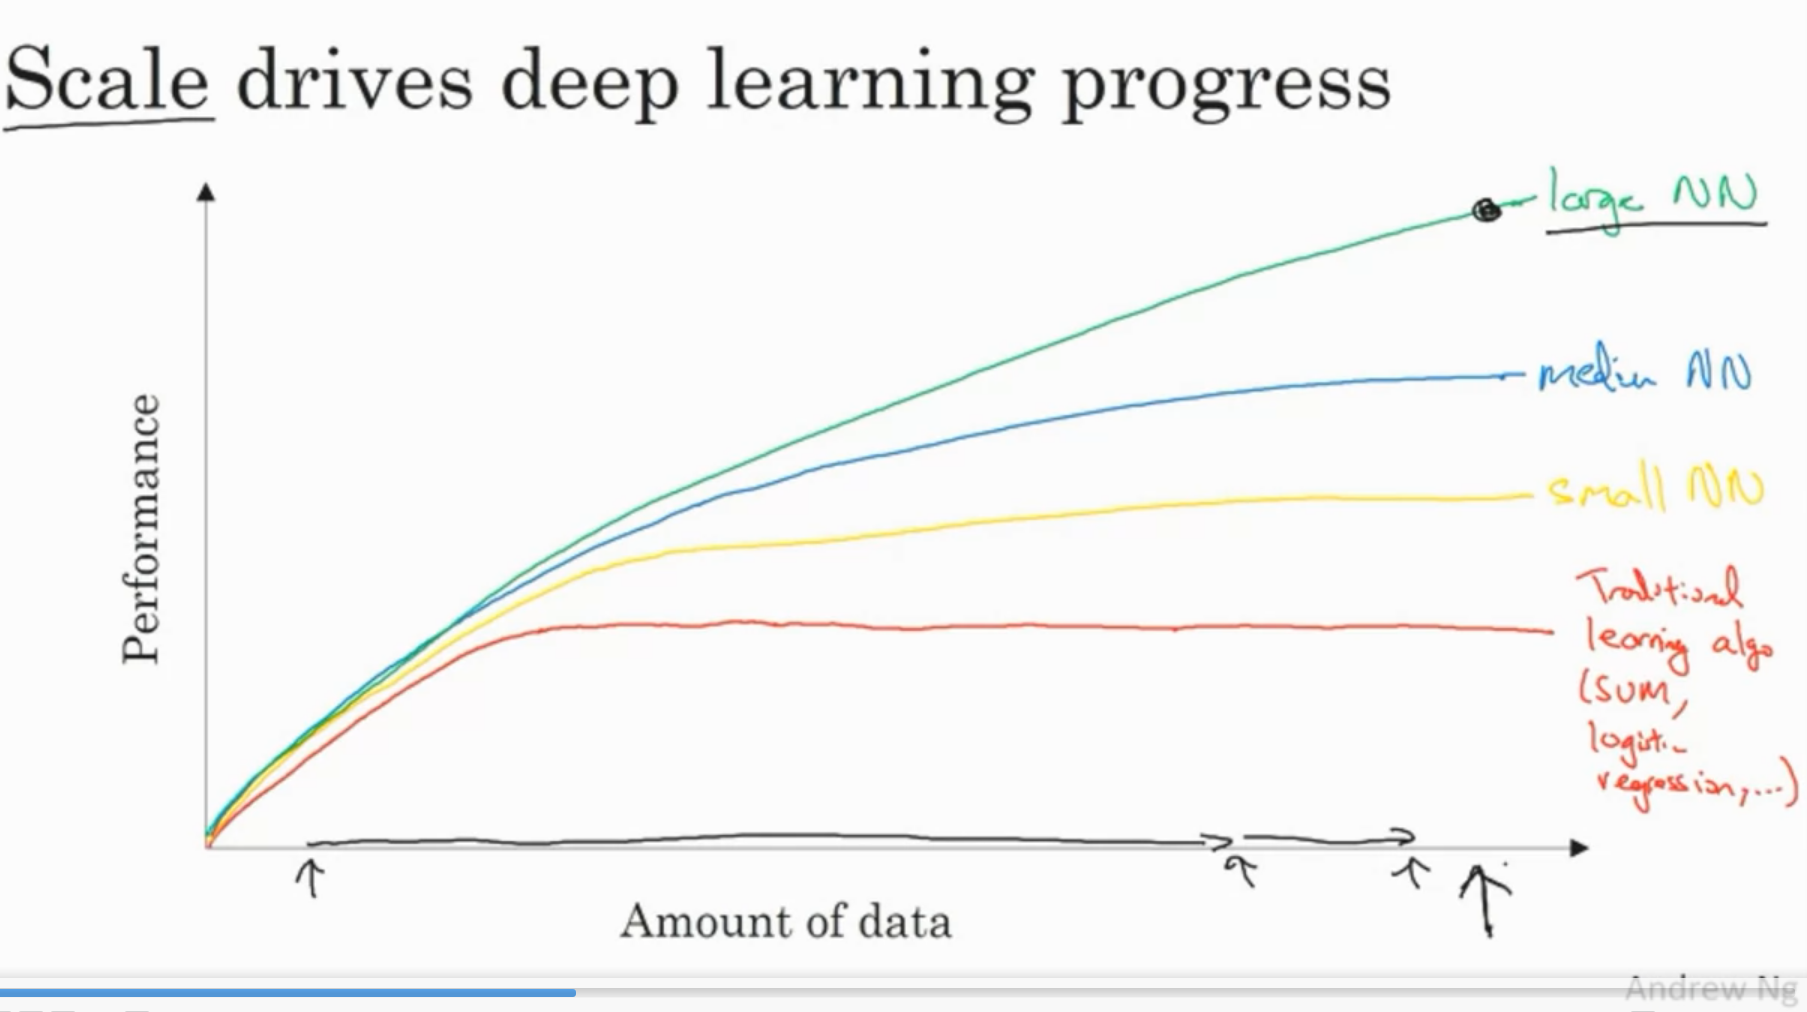 Scale drives deep learning progress
large NN
medium NN
small NN
Traditional
learning algo
(SVM,
logistic
regression,...)
Performance
Amount of data
Andrew Ng